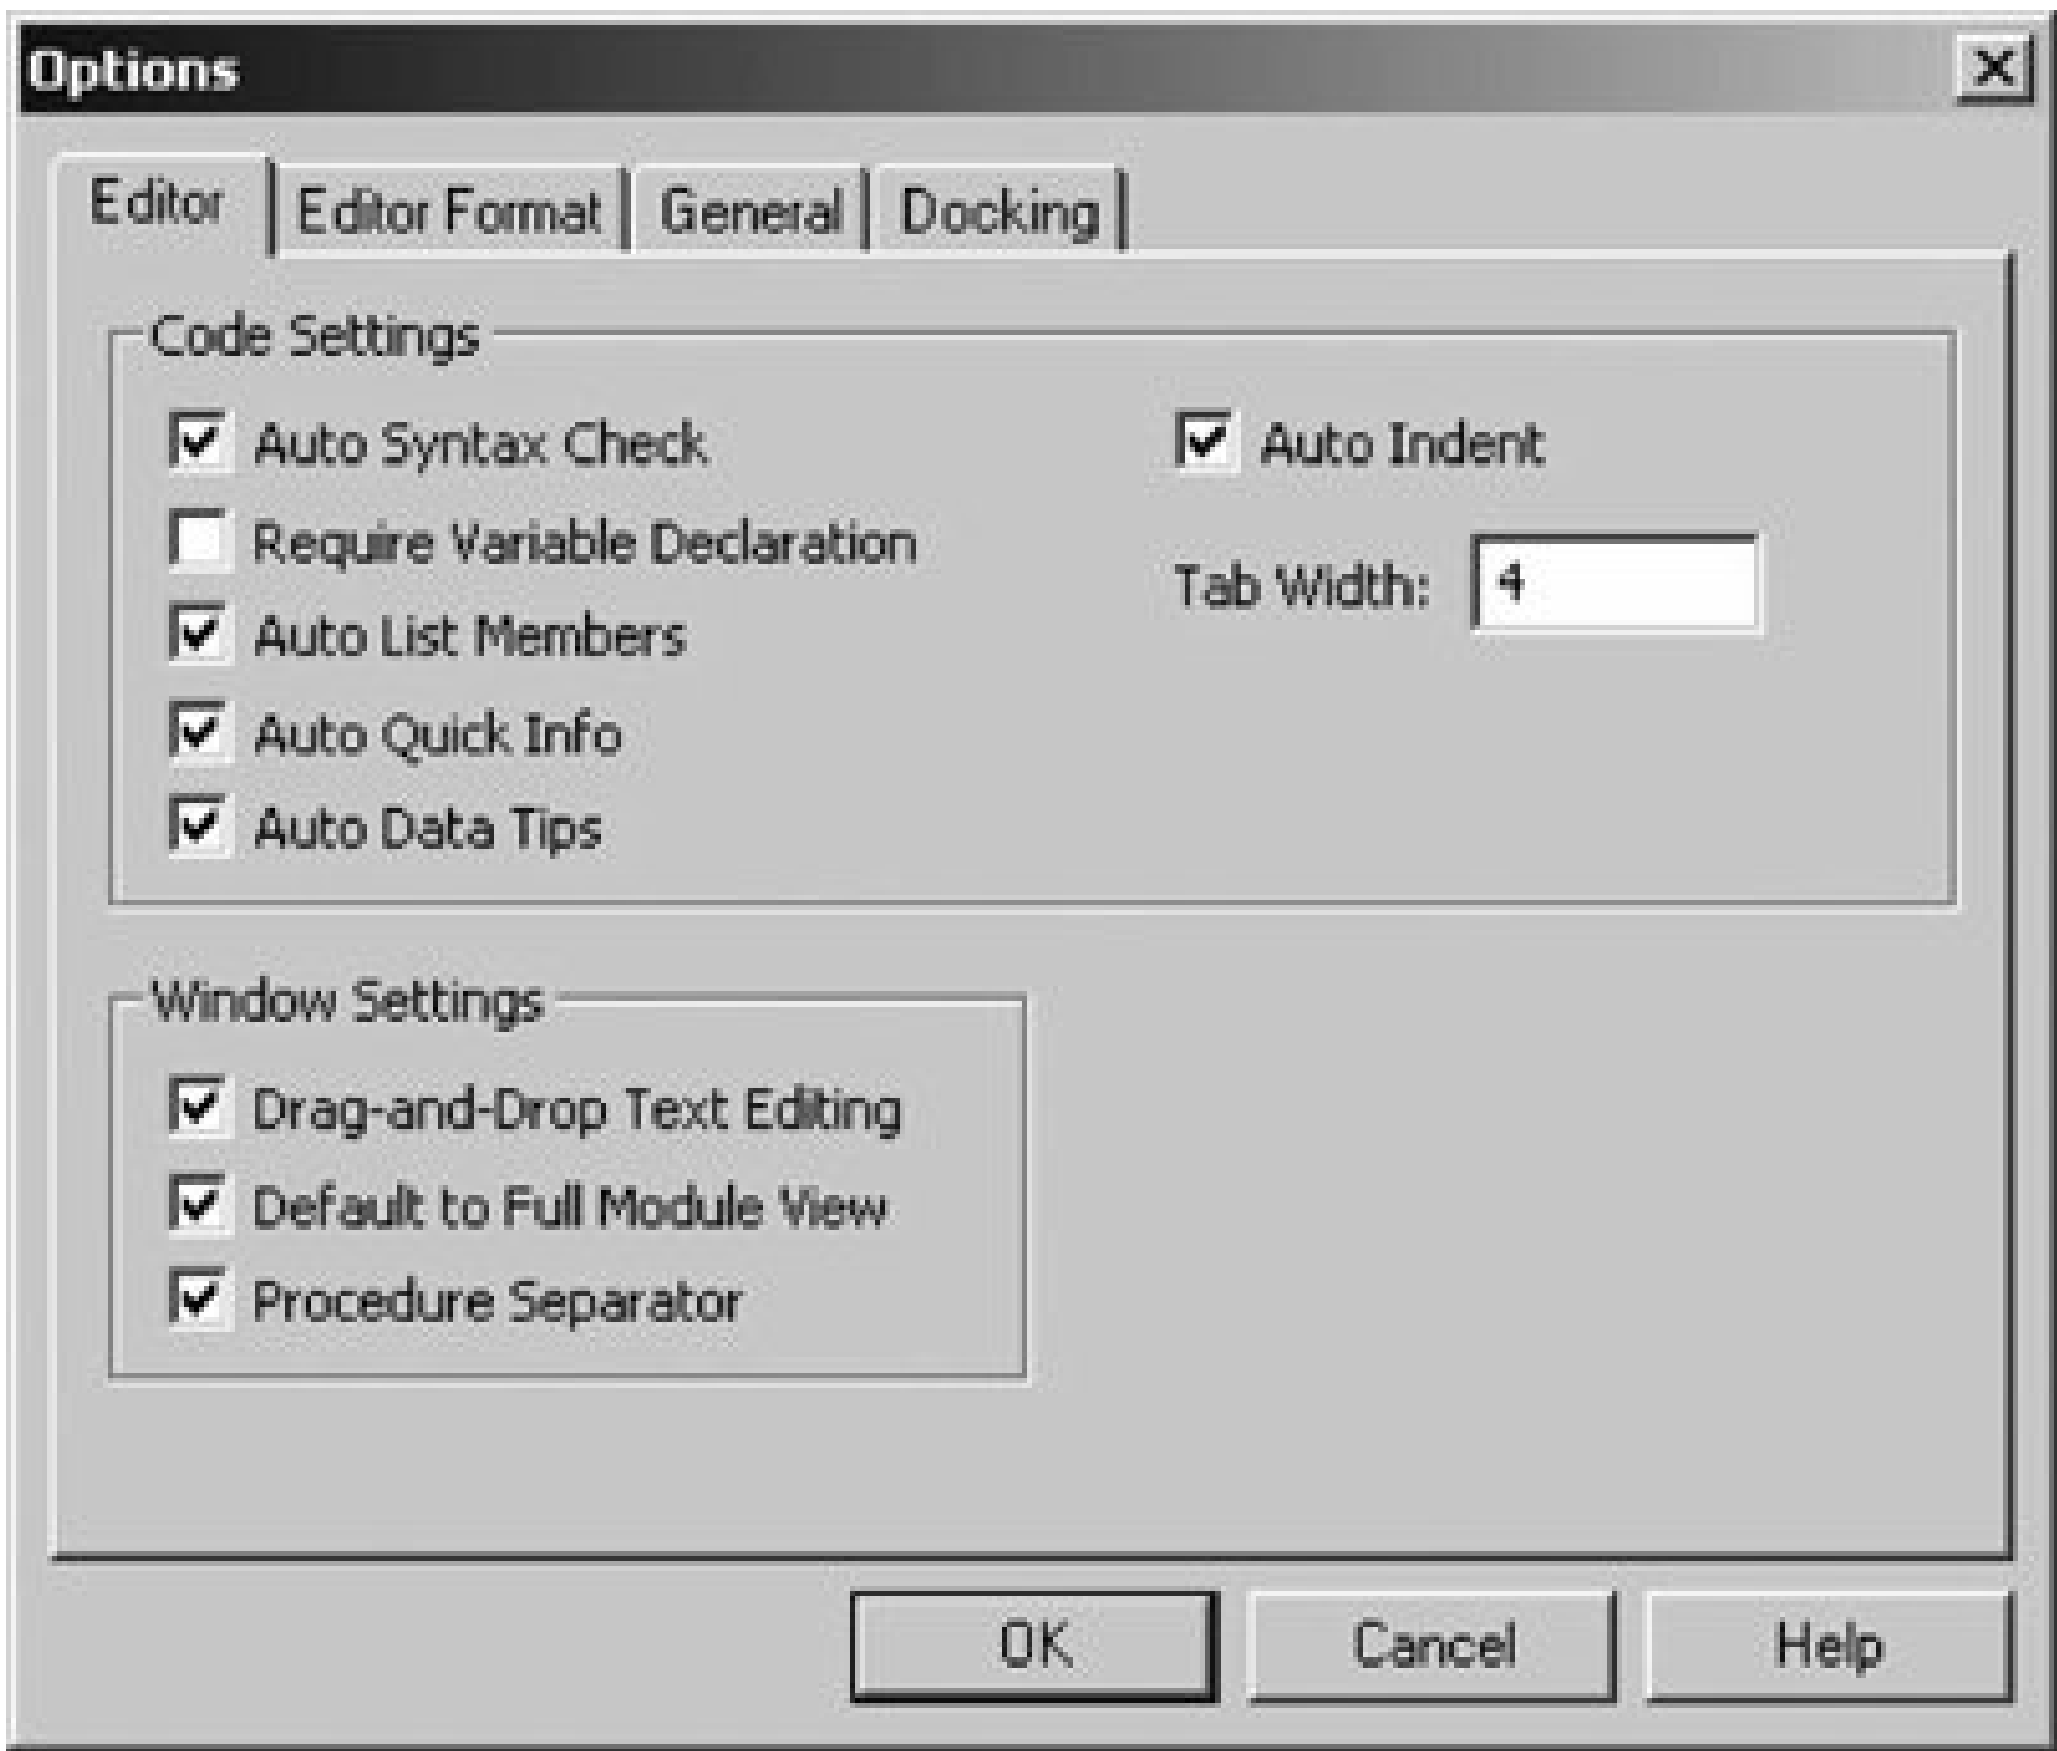 Options
Editor
Editor Format
General
Docking
Code Settings
Auto Syntax Check
Auto Indent
Require Variable Declaration
Tab Width: 4
Auto List Members
Auto Quick Info
Auto Data Tips
Window Settings
Drag-and-Drop Text Editing
Default to Full Module View
Procedure Separator
OK
Cancel
Help